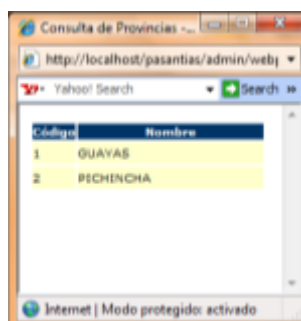 Consulta de Provincias -...
http://localhost/pasantias/admin/web
Yahoo! Search Search
Código Nombre
1 GUAYAS
2 PICHINCHA
Internet | Modo protegido: activado